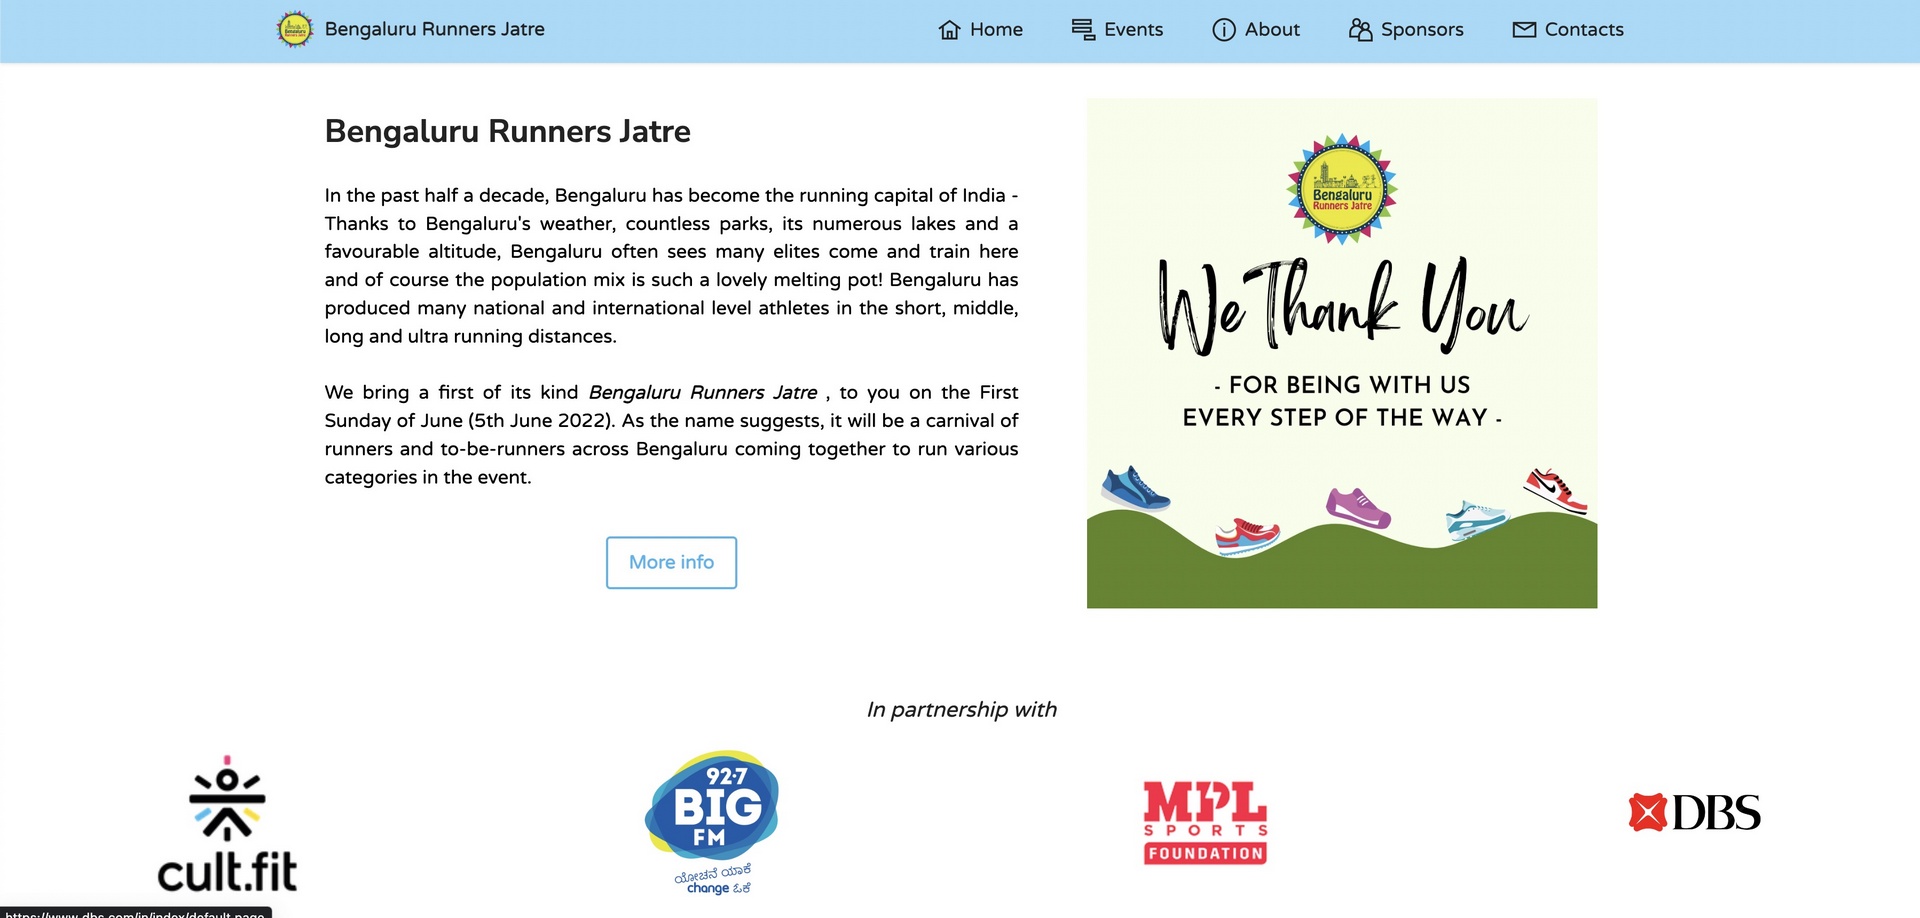 Bengaluru Runners Jatre
Home
Events
About
Sponsors
Contacts
Bengaluru Runners Jatre
In the past half a decade, Bengaluru has become the running capital of India -
Thanks to Bengaluru's weather, countless parks, its numerous lakes and a
favourable altitude, Bengaluru often sees many elites come and train here
and of course the population mix is such a lovely melting pot! Bengaluru has
produced many national and international level athletes in the short, middle,
long and ultra running distances.
We bring a first of its kind Bengaluru Runners Jatre , to you on the First
Sunday of June (5th June 2022). As the name suggests, it will be a carnival of
runners and to-be-runners across Bengaluru coming together to run various
categories in the event.
More info
Bengaluru
Runners Jatre
We Thank You
- FOR BEING WITH US
EVERY STEP OF THE WAY -
In partnership with
cult.fit
92.7
BIG
FM
ಯೋಚನೆ ಯಾಕೆ
change ಓಕೆ
MPL
SPORTS
FOUNDATION
DBS
https://www.dbs.com/in/index/default.page